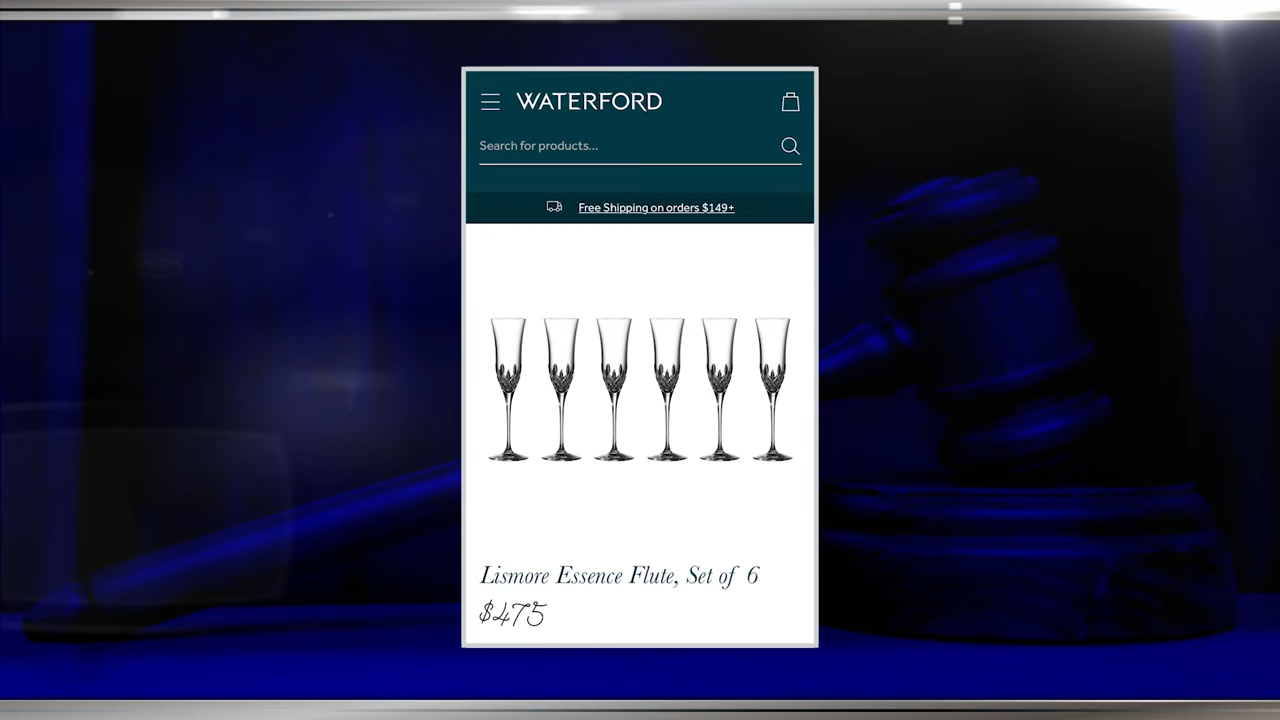 WATERFORD
Search for products...
Free Shipping on orders $149+
Lismore Essence Flute, Set of 6
$475